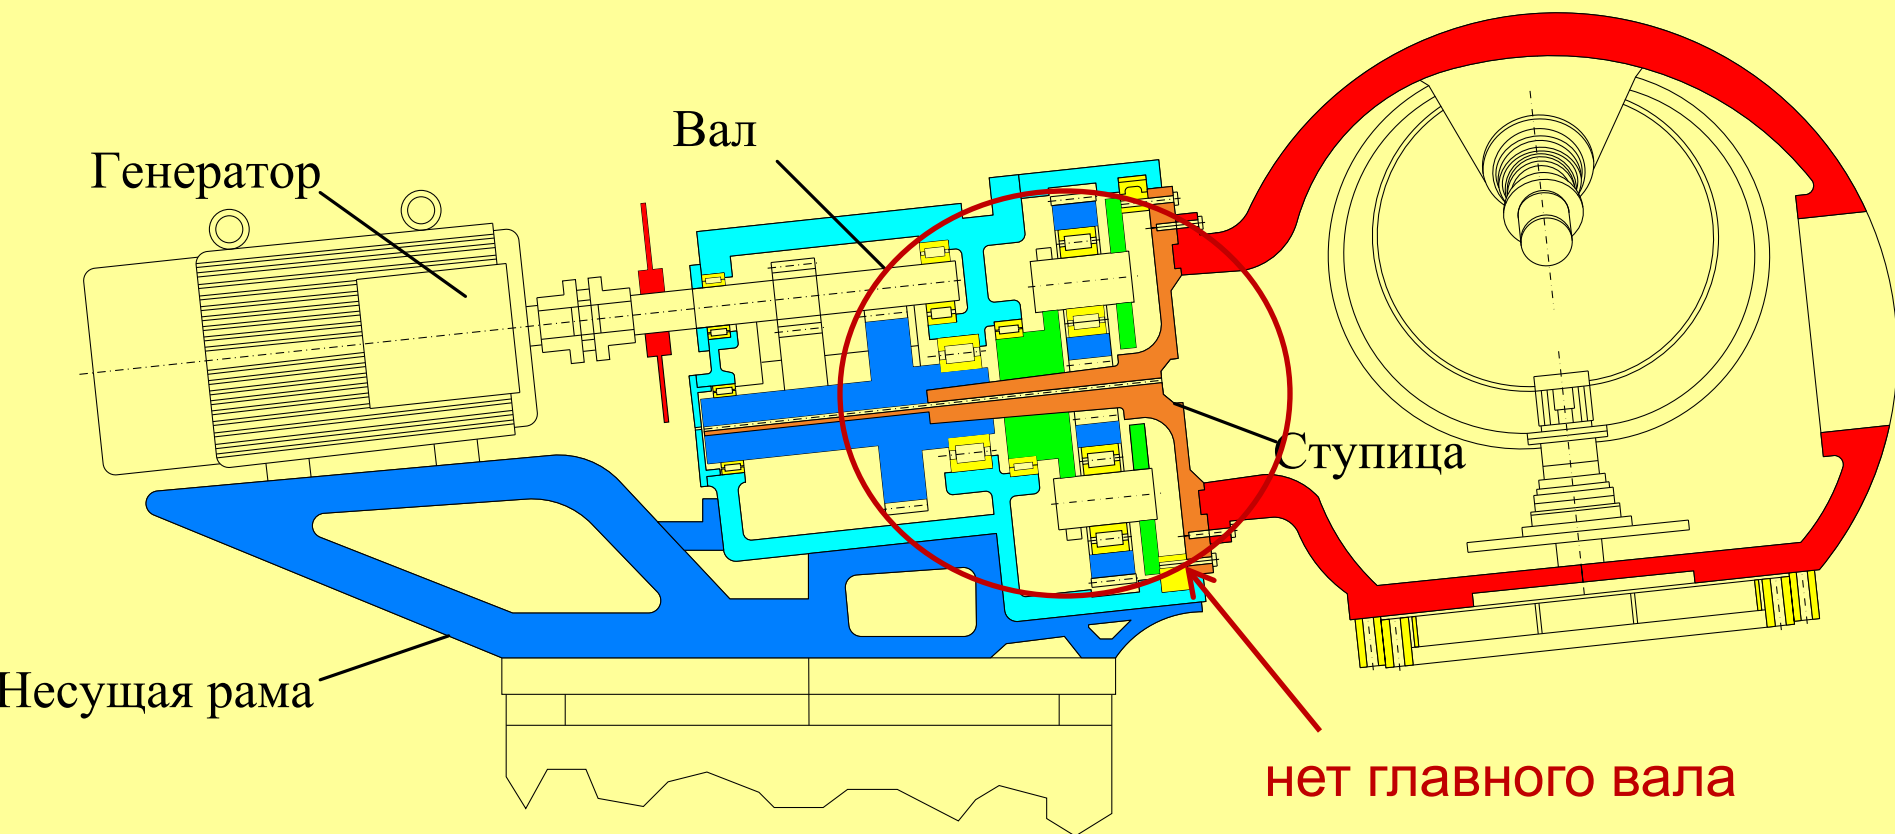 Вал
Генератор
Ступица
Несущая рама
нет главного вала